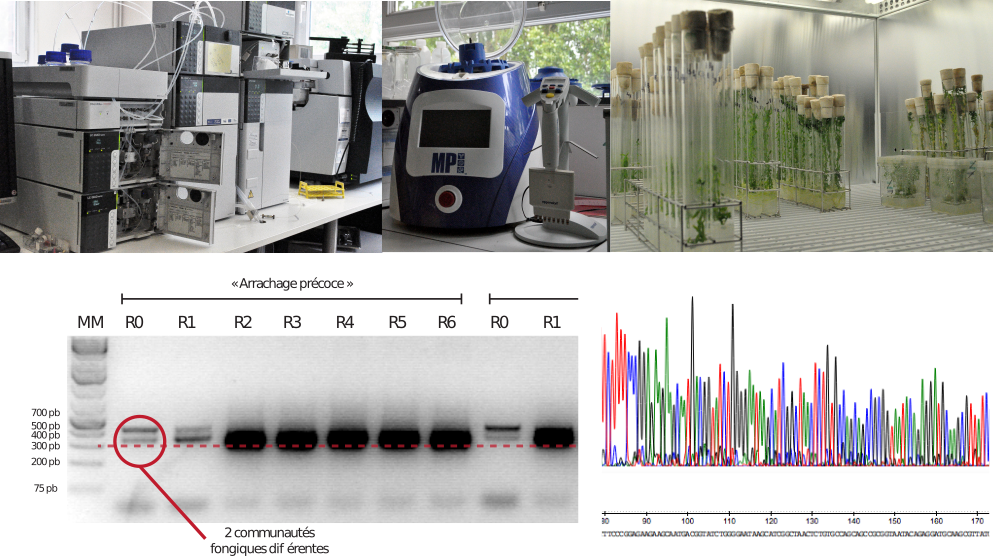 MP
« Arrachage précoce »
MM R0 R1 R2 R3 R4 R5 R6 R0 R1
700 pb
500 pb
400 pb
300 pb
200 pb
75 pb
2 communautés
fongiques dif érentes
80 90 100 110 120 130 140 150 160 170